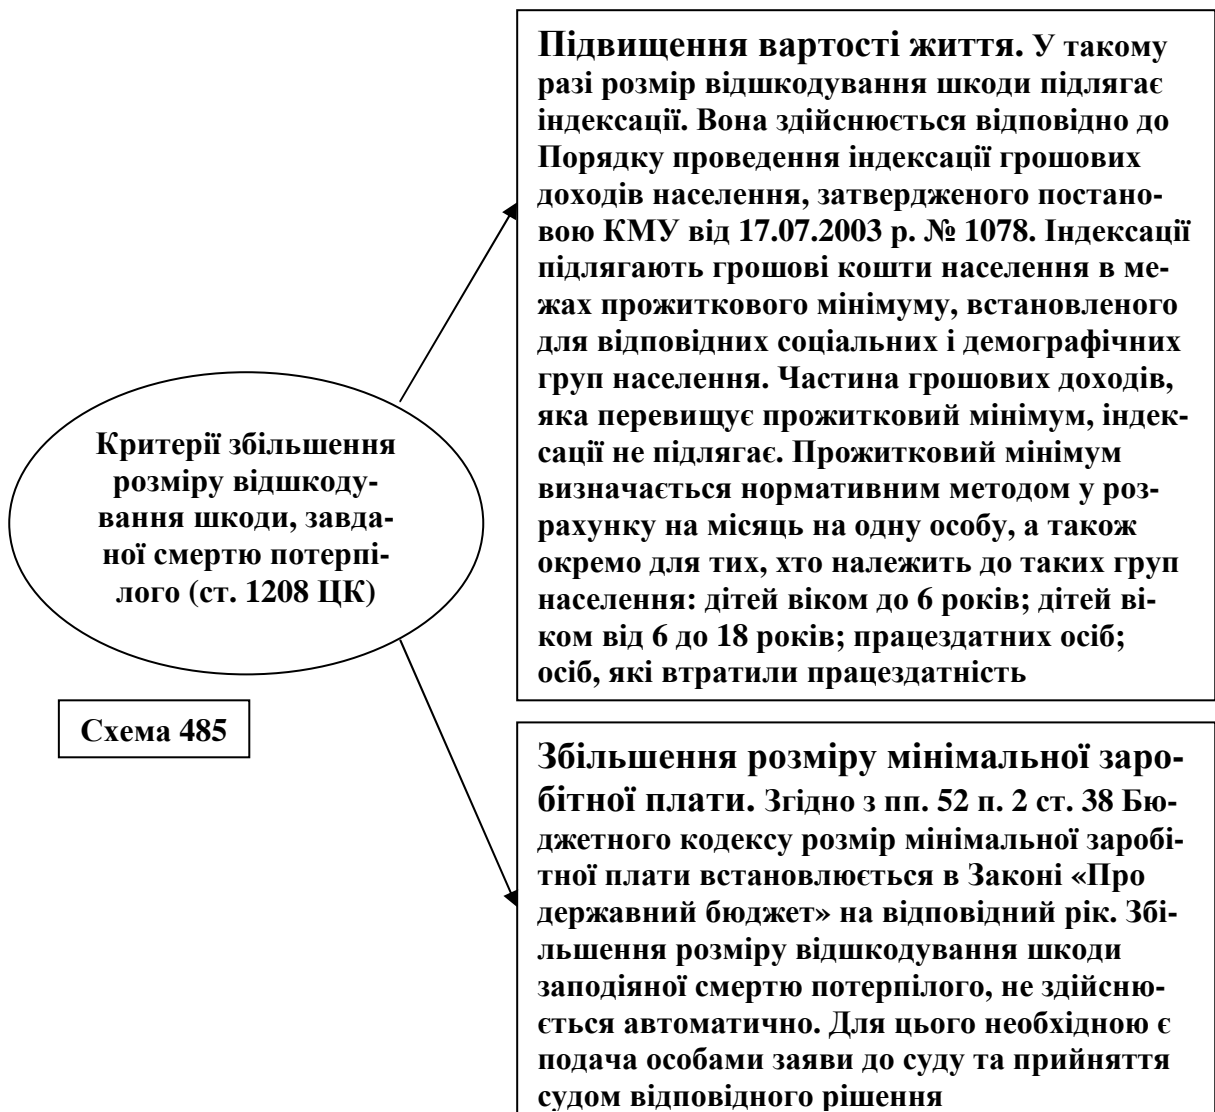 Критерії збільшення
розміру відшкоду-
вання шкоди, завда-
ної смертю потерпі-
лого (ст. 1208 ЦК)
Схема 485
Підвищення вартості життя. У такому
разі розмір відшкодування шкоди підлягає
індексації. Вона здійснюється відповідно до
Порядку проведення індексації грошових
доходів населення, затвердженого постано-
вою КМУ від 17.07.2003 р. № 1078. Індексації
підлягають грошові кошти населення в ме-
жах прожиткового мінімуму, встановленого
для відповідних соціальних і демографічних
груп населення. Частина грошових доходів,
яка перевищує прожитковий мінімум, індек-
сації не підлягає. Прожитковий мінімум
визначається нормативним методом у роз-
рахунку на місяць на одну особу, а також
окремо для тих, хто належить до таких груп
населення: дітей віком до 6 років; дітей ві-
ком від 6 до 18 років; працездатних осіб;
осіб, які втратили працездатність
Збільшення розміру мінімальної заро-
бітної плати. Згідно з пп. 52 п. 2 ст. 38 Бю-
джетного кодексу розмір мінімальної заробі-
тної плати встановлюється в Законі «Про
державний бюджет» на відповідний рік. Збі-
льшення розміру відшкодування шкоди
заподіяної смертю потерпілого, не здійсню-
ється автоматично. Для цього необхідною є
подача особами заяви до суду та прийняття
судом відповідного рішення